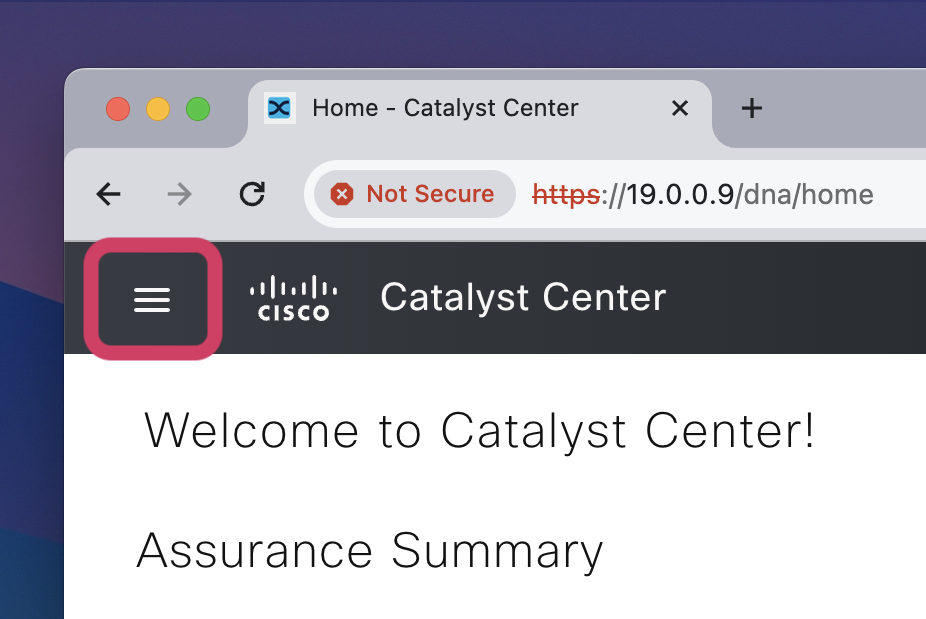 Home - Catalyst Center
Not Secure https://19.0.0.9/dna/home
CISCO Catalyst Center
Welcome to Catalyst Center!
Assurance Summary